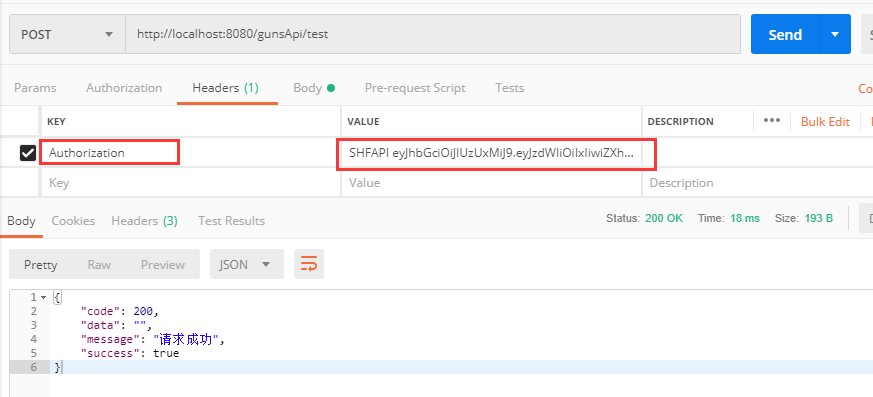 POST http://localhost:8080/gunsApi/test Send
Params Authorization Headers (1) Body Pre-request Script Tests
KEY VALUE DESCRIPTION ••• Bulk Edit
Authorization SHFAPI eyJhbGciOiJIUzUxMiJ9.eyJzdWIiOiIxIiwiZXh...
Key Value Description
Body Cookies Headers (3) Test Results Status: 200 OK Time: 18 ms Size: 193 B
Pretty Raw Preview JSON
1 {
2 "code": 200,
3 "data": "",
4 "message": "请求成功",
5 "success": true
6 }